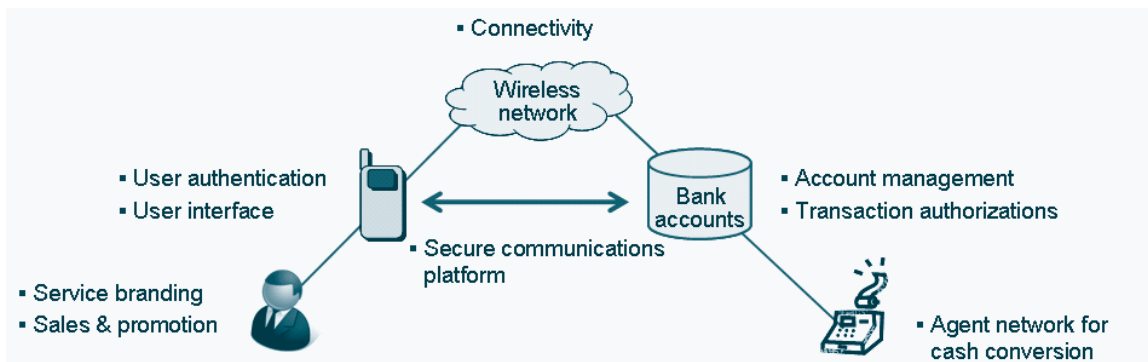 ▪ Connectivity
Wireless
network
▪ User authentication
▪ User interface
Bank
accounts
▪ Account management
▪ Transaction authorizations
▪ Secure communications
platform
▪ Service branding
▪ Sales & promotion
▪ Agent network for
cash conversion